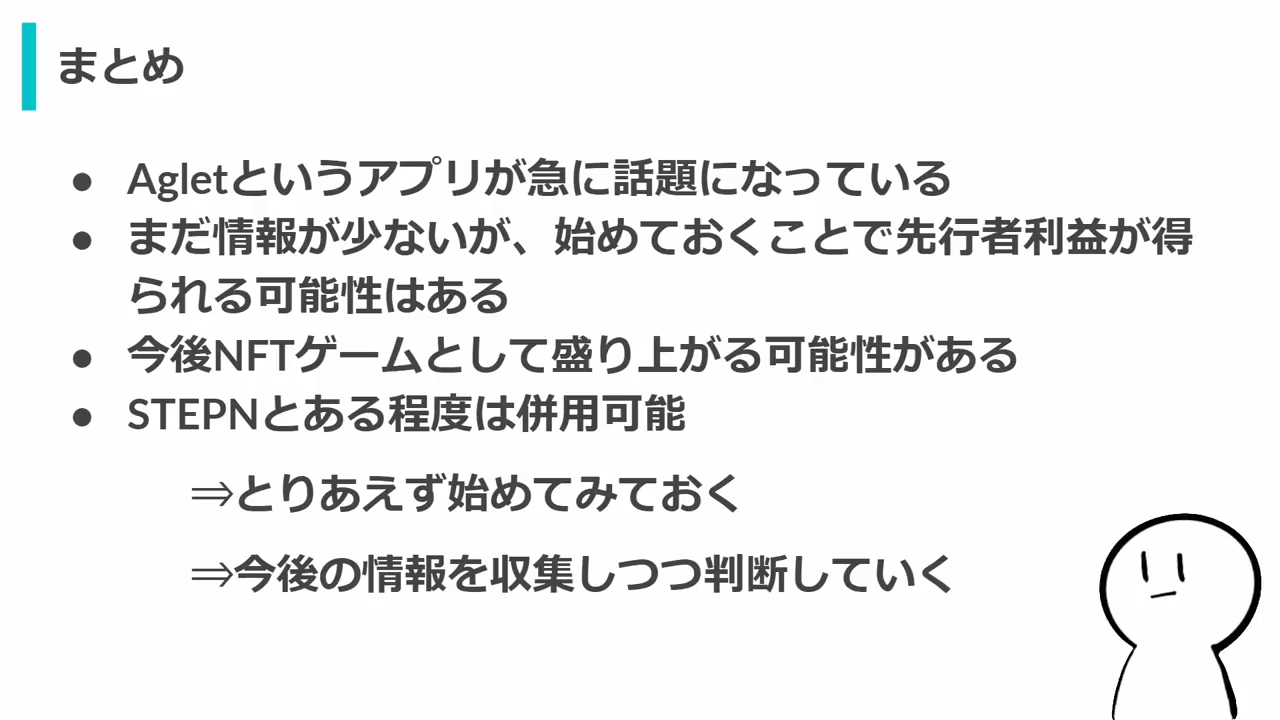 まとめ
● Agletというアプリが急に話題になっている
● まだ情報が少ないが、始めておくことで先行者利益が得
られる可能性はある
● 今後NFTゲームとして盛り上がる可能性がある
● STEPNとある程度は併用可能
⇒とりあえず始めてみておく
⇒今後の情報を収集しつつ判断していく